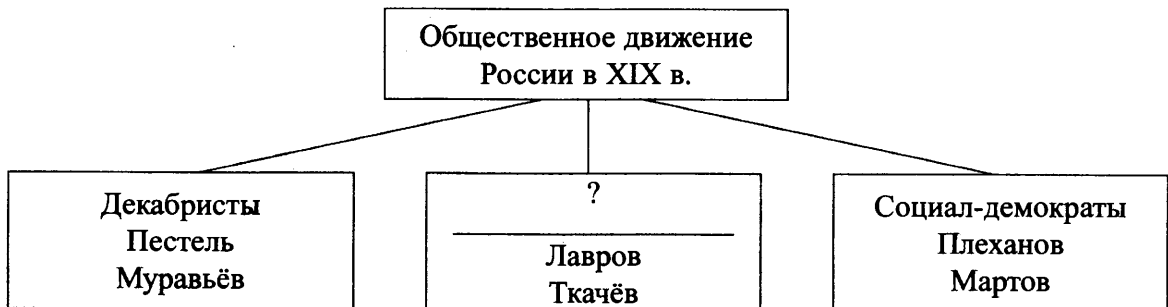 Общественное движение
России в XIX в.
Декабристы
Пестель
Муравьёв
?
Лавров
Ткачёв
Социал-демократы
Плеханов
Мартов